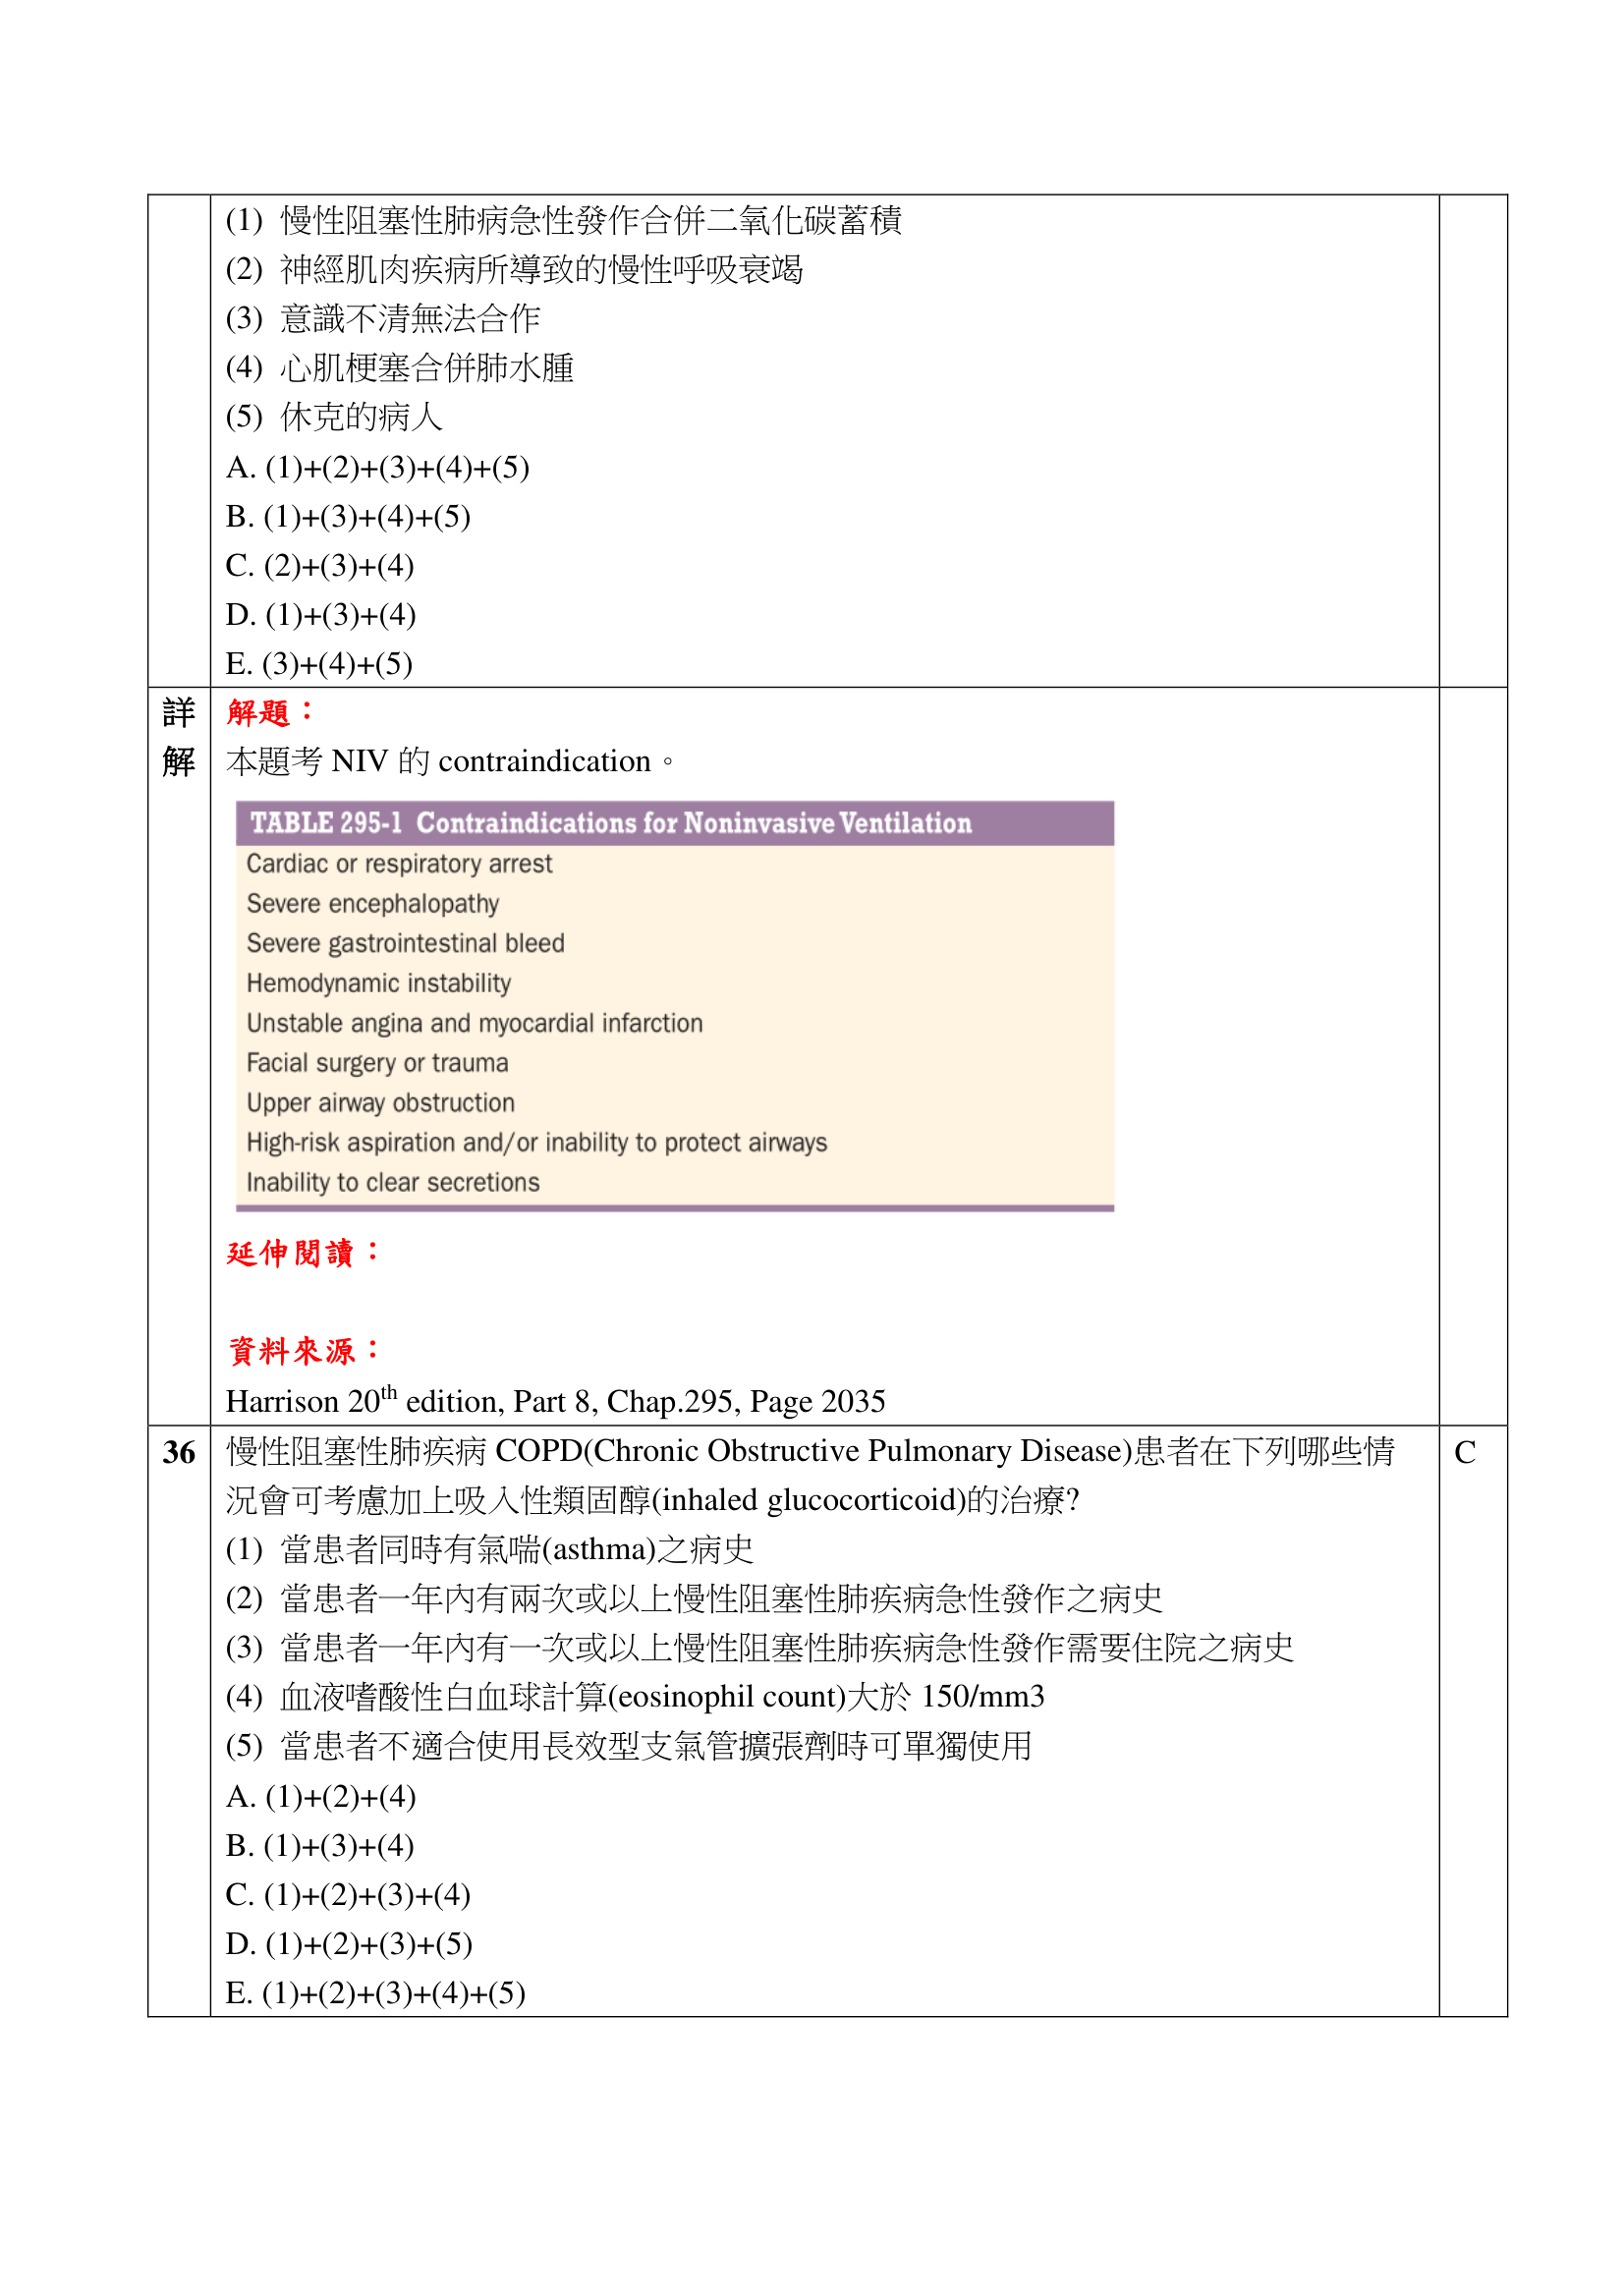 (1) 慢性阻塞性肺病急性發作合併二氧化碳蓄積
(2) 神經肌肉疾病所導致的慢性呼吸衰竭
(3) 意識不清無法合作
(4) 心肌梗塞合併肺水腫
(5) 休克的病人
A. (1)+(2)+(3)+(4)+(5)
B. (1)+(3)+(4)+(5)
C. (2)+(3)+(4)
D. (1)+(3)+(4)
E. (3)+(4)+(5)
詳解
解題：
本題考 NIV 的 contraindication。
TABLE 295-1 Contraindications for Noninvasive Ventilation
Cardiac or respiratory arrest
Severe encephalopathy
Severe gastrointestinal bleed
Hemodynamic instability
Unstable angina and myocardial infarction
Facial surgery or trauma
Upper airway obstruction
High-risk aspiration and/or inability to protect airways
Inability to clear secretions
延伸閱讀：
資料來源：
Harrison 20th edition, Part 8, Chap.295, Page 2035
36 慢性阻塞性肺疾病 COPD(Chronic Obstructive Pulmonary Disease)患者在下列哪些情 C
況會可考慮加上吸入性類固醇(inhaled glucocorticoid)的治療?
(1) 當患者同時有氣喘(asthma)之病史
(2) 當患者一年內有兩次或以上慢性阻塞性肺疾病急性發作之病史
(3) 當患者一年內有一次或以上慢性阻塞性肺疾病急性發作需要住院之病史
(4) 血液嗜酸性白血球計算(eosinophil count)大於 150/mm3
(5) 當患者不適合使用長效型支氣管擴張劑時可單獨使用
A. (1)+(2)+(4)
B. (1)+(3)+(4)
C. (1)+(2)+(3)+(4)
D. (1)+(2)+(3)+(5)
E. (1)+(2)+(3)+(4)+(5)